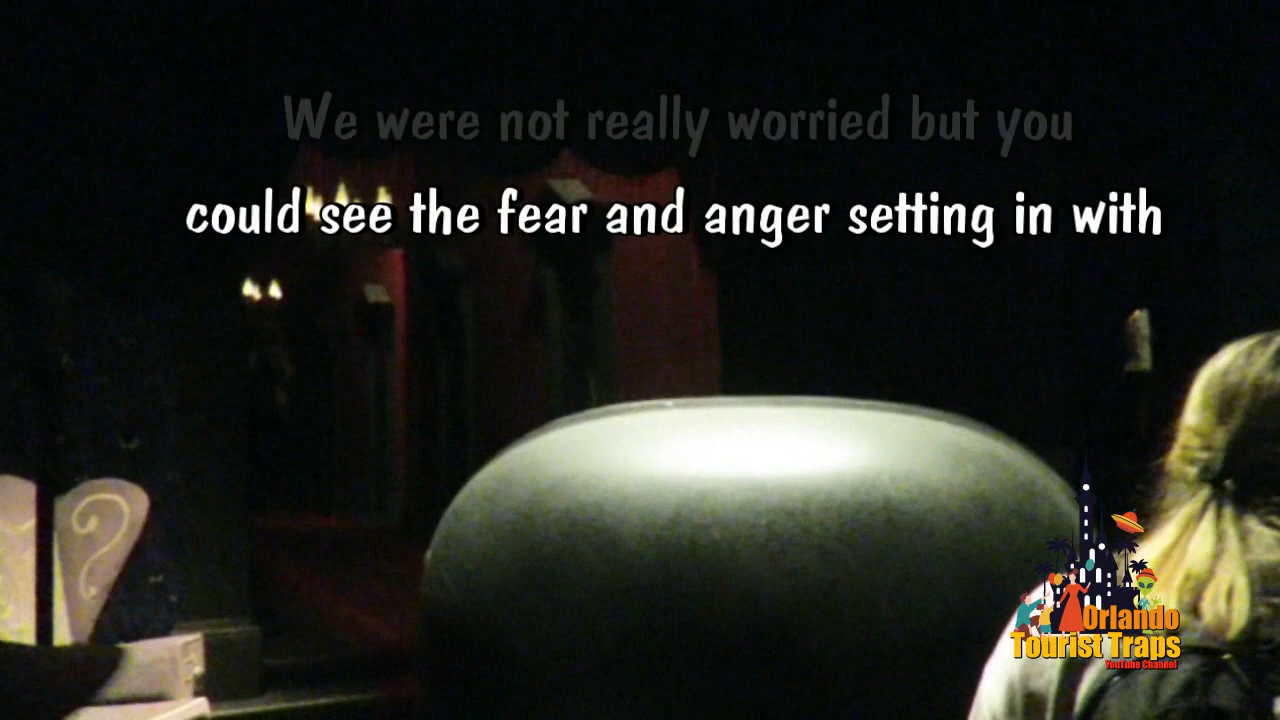 We were not really worried but you
could see the fear and anger setting in with
Orlando
Tourist Traps
YouTube Channel